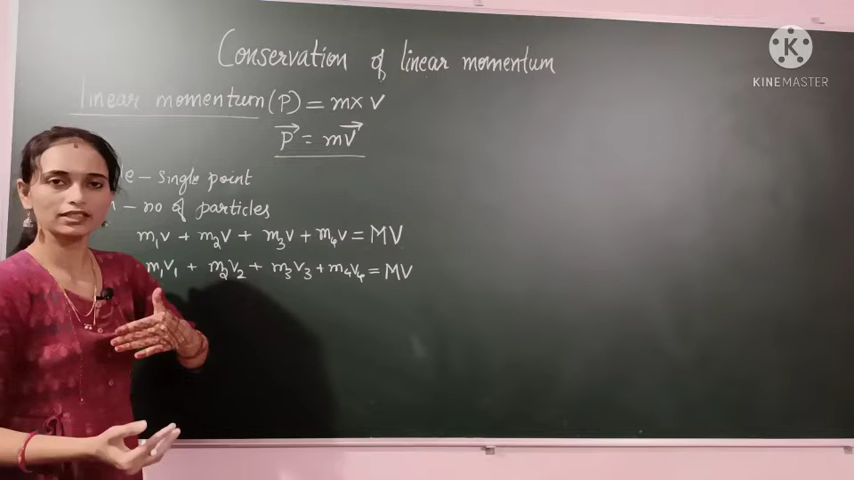 Conservation of linear momentum
K
KINEMASTER
linear momentum (P) = m x V
P⃗ = mv⃗
e – single point
– no of particles
m₁v + m₂v + m₃v + m₄v = MV
m₁v₁ + m₂v₂ + m₃v₃ + m₄v₄ = MV